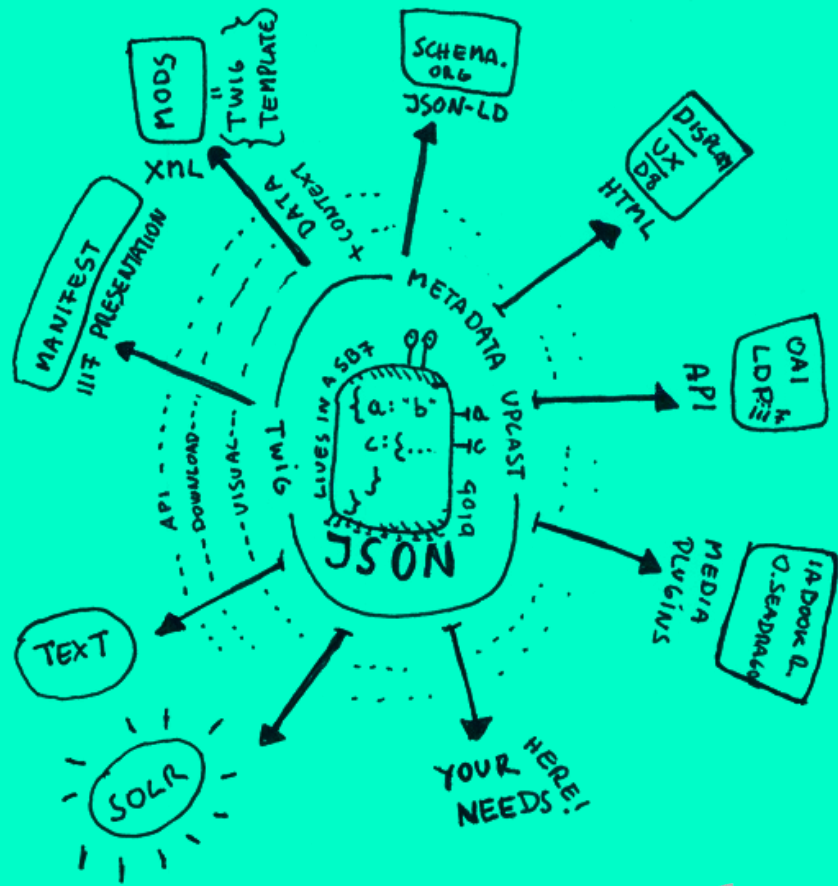 MODS
=
{ TWIG }
{ TEMPLATE }
XML
SCHEMA.
ORG
JSON-LD
DISPLAY
UX
D8
HTML
DATA
+ CONTEXT
MANIFEST
IIIF PRESENTATION
METADATA UPCAST
OAI
API
LIVES IN A SBF
{ a: "b"
c: {....
} }
a
c
JSON
TWIG
API
DOWNLOAD
VISUAL
MEDIA
PLUGINS
TEXT
SOLR
YOUR HERE!
NEEDS